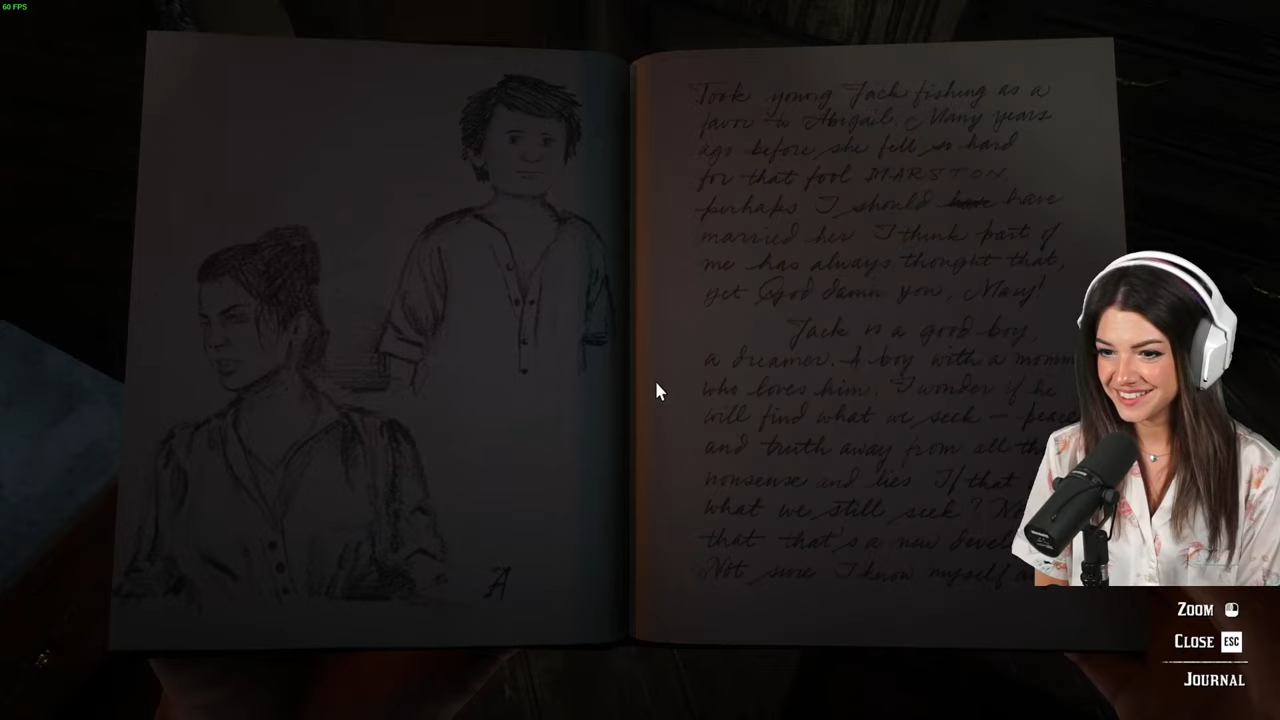 60 FPS
Took young Jack fishing as a
favor to Abigail. Many years
ago before she fell so hard
for that fool MARSTON,
perhaps I should have have
married her. I think part of
me has always thought that,
yet God damn you, Mary!
Jack is a good boy,
a dreamer. A boy with a
who loves him. I wonder if he
will find what we seek —
and truth away from all
nonsense and lies. If that
what we still seek?
that that's a new
Not sure I know myself
A
ZOOM
CLOSE ESC
JOURNAL